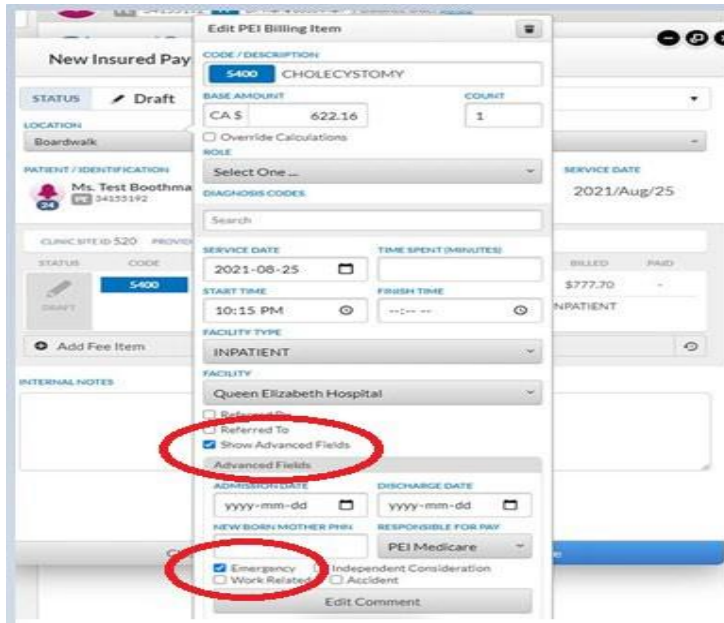 34155192
Edit PEI Billing Item
New Insured Pay
CODE / DESCRIPTION
5400 CHOLECYSTOMY
STATUS Draft
BASE AMOUNT COUNT
CA $ 622.16 1
LOCATION
Boardwalk
Override Calculations
ROLE
Select One ...
PATIENT / IDENTIFICATION
SERVICE DATE
Ms. Test Boothma
24
PE 34155192
2021/Aug/25
DIAGNOSIS CODES
Search
CLINIC SITE ID 520 PROVID
SERVICE DATE TIME SPENT (MINUTES)
STATUS CODE BILLED PAID
2021-08-25
5400 $777.70 -
DRAFT
START TIME FINISH TIME
10:15 PM --:-- --
NPATIENT
FACILITY TYPE
INPATIENT
Add Fee Item
FACILITY
INTERNAL NOTES
Queen Elizabeth Hospital
Referred By
Referred To
Show Advanced Fields
Advanced Fields
ADMISSION DATE DISCHARGE DATE
yyyy-mm-dd yyyy-mm-dd
NEW BORN MOTHER PHN RESPONSIBLE FOR PAY
PEI Medicare
Emergency Independent Consideration
Work Related Accident
Edit Comment